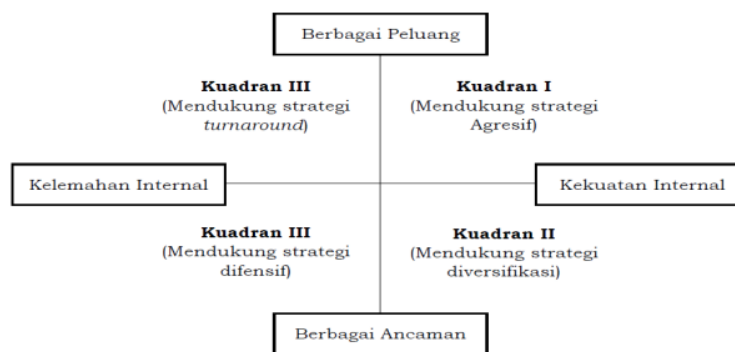 Berbagai Peluang
Kuadran III
(Mendukung strategi
turnaround)
Kuadran I
(Mendukung strategi
Agresif)
Kelemahan Internal
Kekuatan Internal
Kuadran III
(Mendukung strategi
difensif)
Kuadran II
(Mendukung strategi
diversifikasi)
Berbagai Ancaman